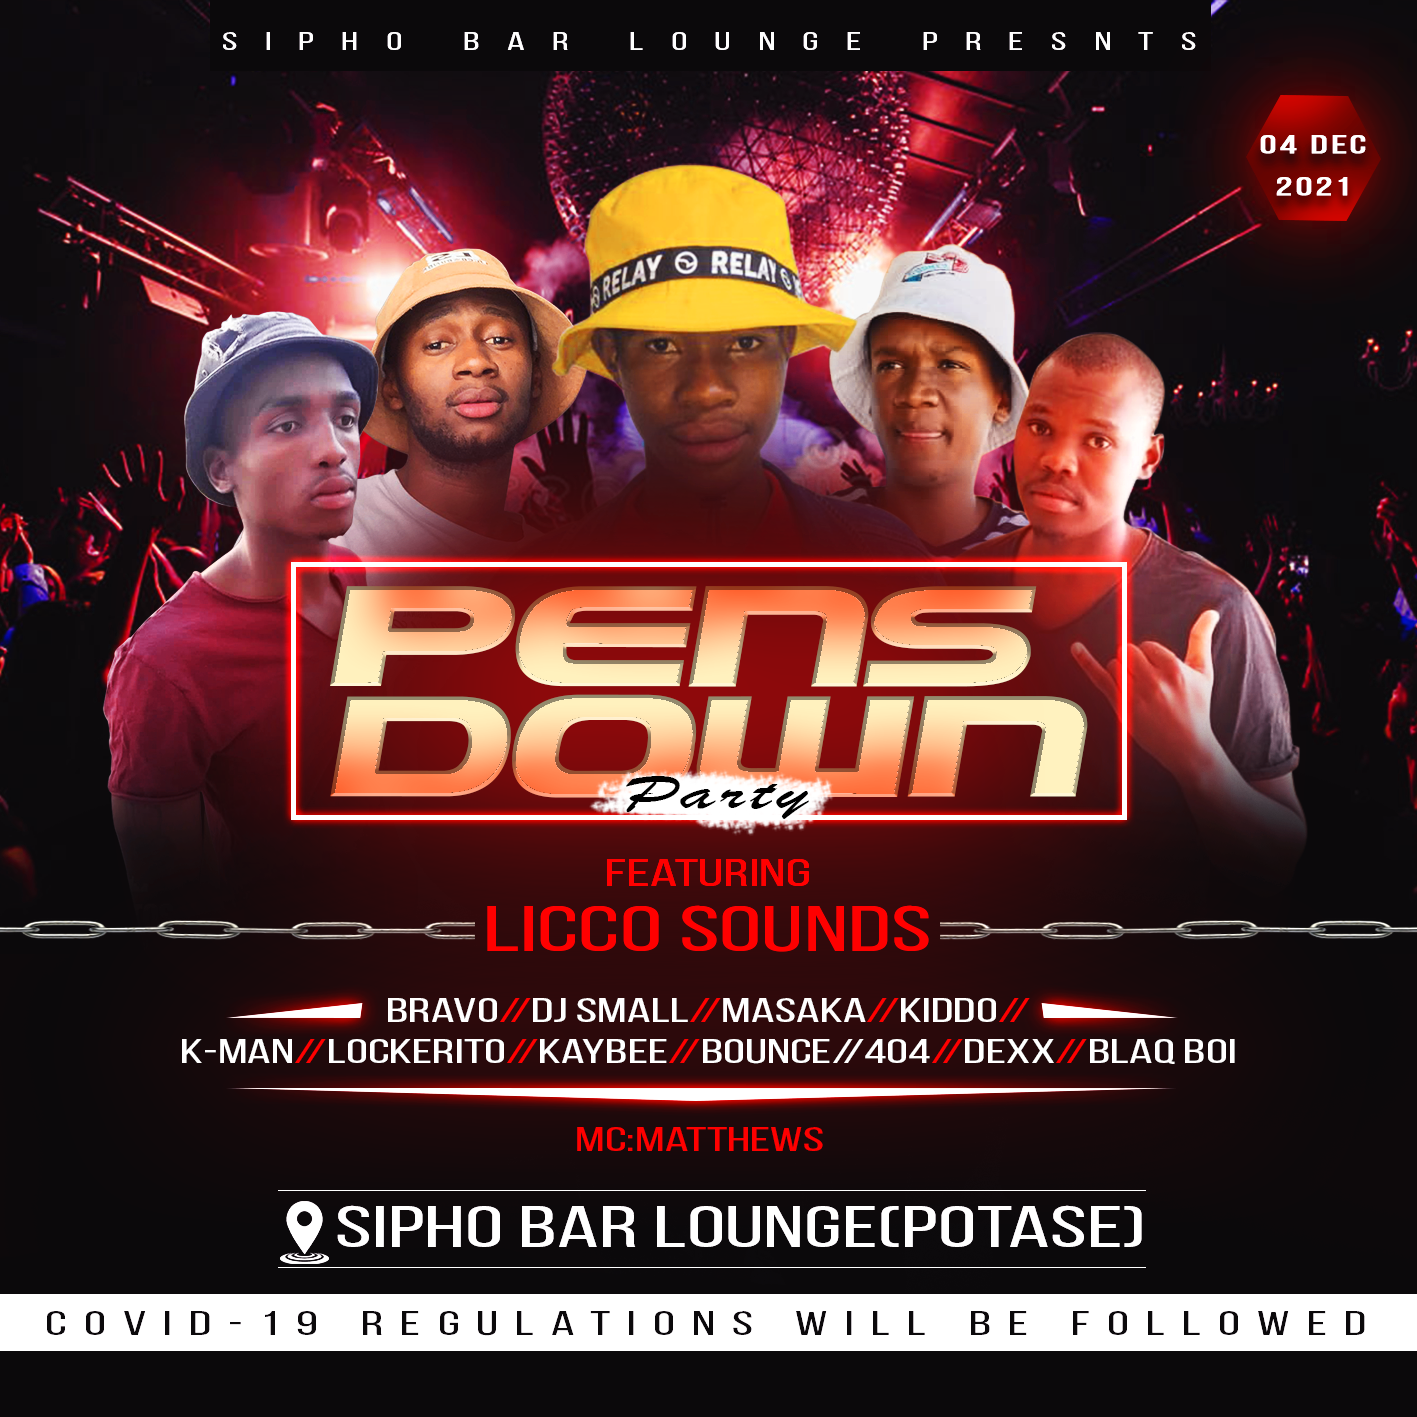 SIPHO BAR LOUNGE PRESNTS
04 DEC
2021
RELAY RELAY
PENS
DOWN
Party
FEATURING
LICCO SOUNDS
BRAVO//DJ SMALL//MASAKA//KIDDO//
K-MAN//LOCKERITO//KAYBEE//BOUNCE//404//DEXX//BLAQ BOI
MC:MATTHEWS
SIPHO BAR LOUNGE(POTASE)
COVID-19 REGULATIONS WILL BE FOLLOWED